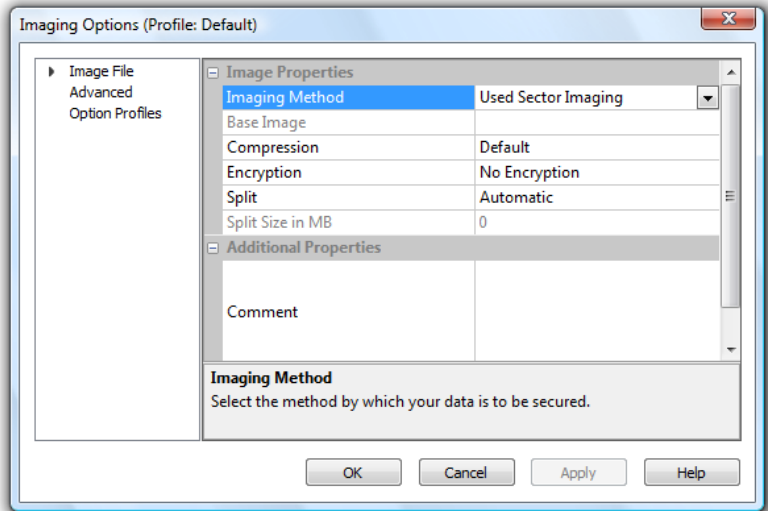 Imaging Options (Profile: Default)
Image File
Advanced
Option Profiles
Image Properties
Imaging Method Used Sector Imaging
Base Image
Compression Default
Encryption No Encryption
Split Automatic
Split Size in MB 0
Additional Properties
Comment
Imaging Method
Select the method by which your data is to be secured.
OK Cancel Apply Help